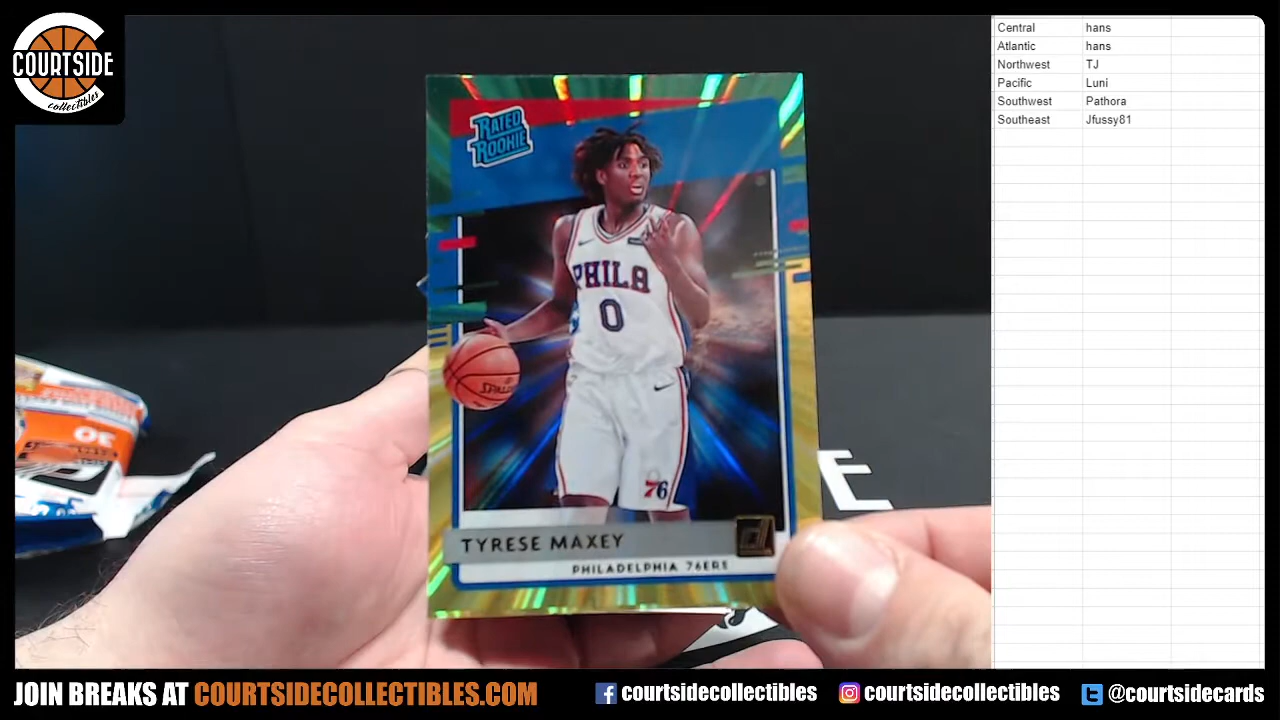 COURTSIDE
collectibles
RATED
ROOKIE
PHILA
0
SPALDING
76
TYRESE MAXEY
PHILADELPHIA 76ERS
E
Central hans
Atlantic hans
Northwest TJ
Pacific Luni
Southwest Pathora
Southeast Jfussy81
JOIN BREAKS AT COURTSIDECOLLECTIBLES.COM
courtsidecollectibles
courtsidecollectibles
@courtsidecards